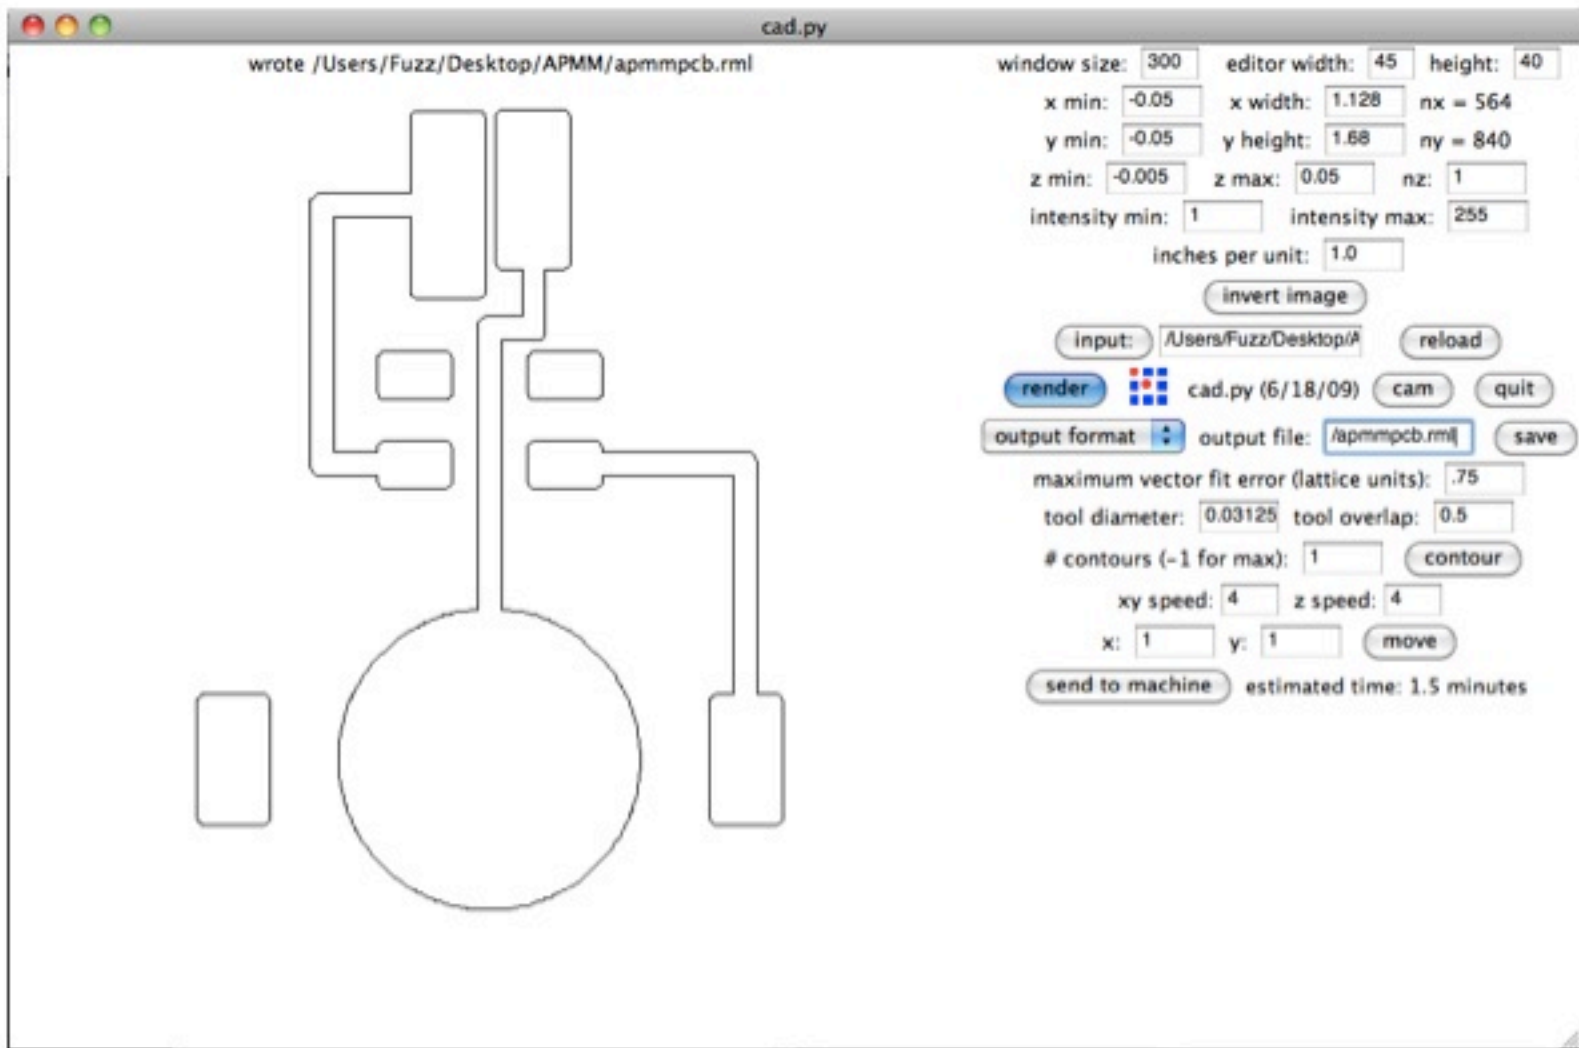 cad.py
wrote /Users/Fuzz/Desktop/APMM/apmmpcb.rml
window size: 300 editor width: 45 height: 40
x min: -0.05 x width: 1.128 nx = 564
y min: -0.05 y height: 1.68 ny = 840
z min: -0.005 z max: 0.05 nz: 1
intensity min: 1 intensity max: 255
inches per unit: 1.0
invert image
input: /Users/Fuzz/Desktop/A reload
render cad.py (6/18/09) cam quit
output format output file: /apmmpcb.rml save
maximum vector fit error (lattice units): .75
tool diameter: 0.03125 tool overlap: 0.5
# contours (-1 for max): 1 contour
xy speed: 4 z speed: 4
x: 1 y: 1 move
send to machine estimated time: 1.5 minutes